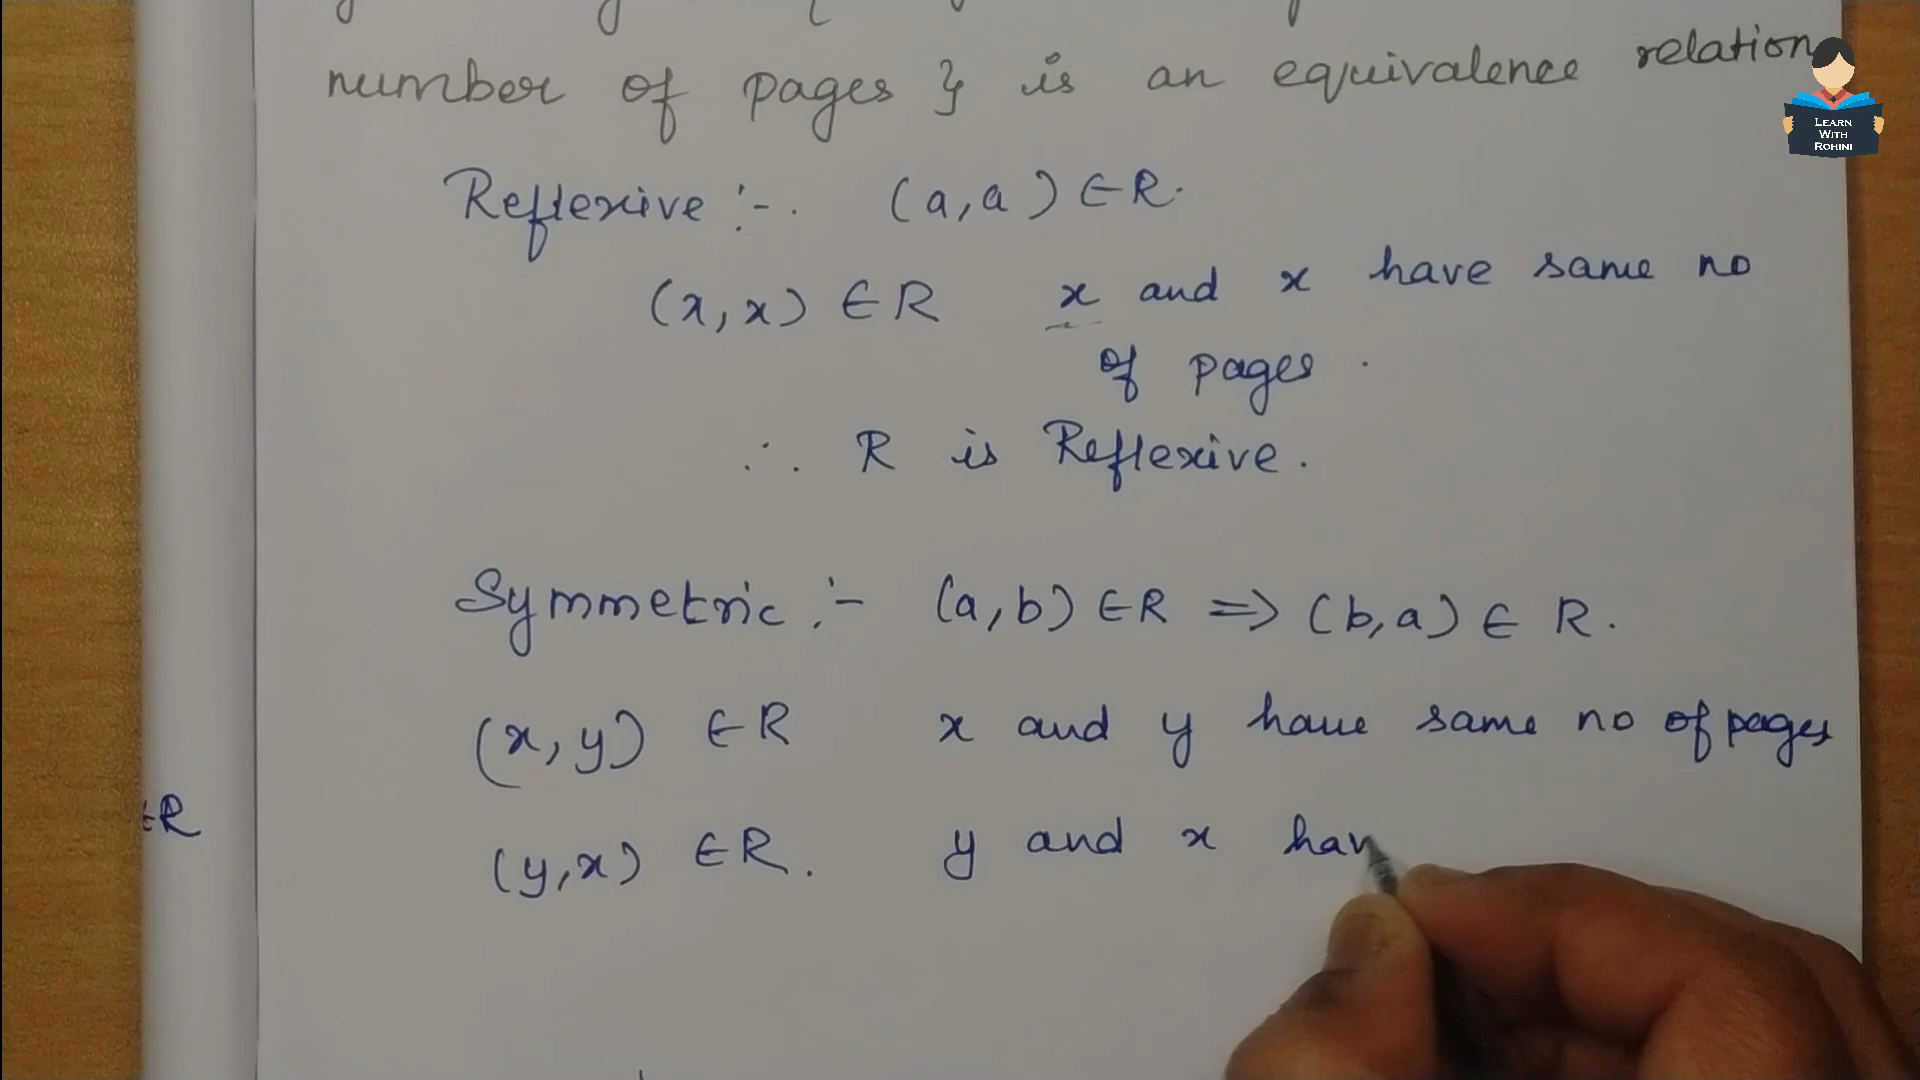 number of pages } is an equivalence relation
LEARN
WITH
ROHINI
Reflexive :- . (a,a) ∈ R.
(x,x) ∈ R x and x have same no
of pages .
∴ R is Reflexive.
Symmetric :- (a,b) ∈ R => (b,a) ∈ R.
(x,y) ∈ R x and y have same no of pages
∈R
(y,x) ∈ R. y and x hav